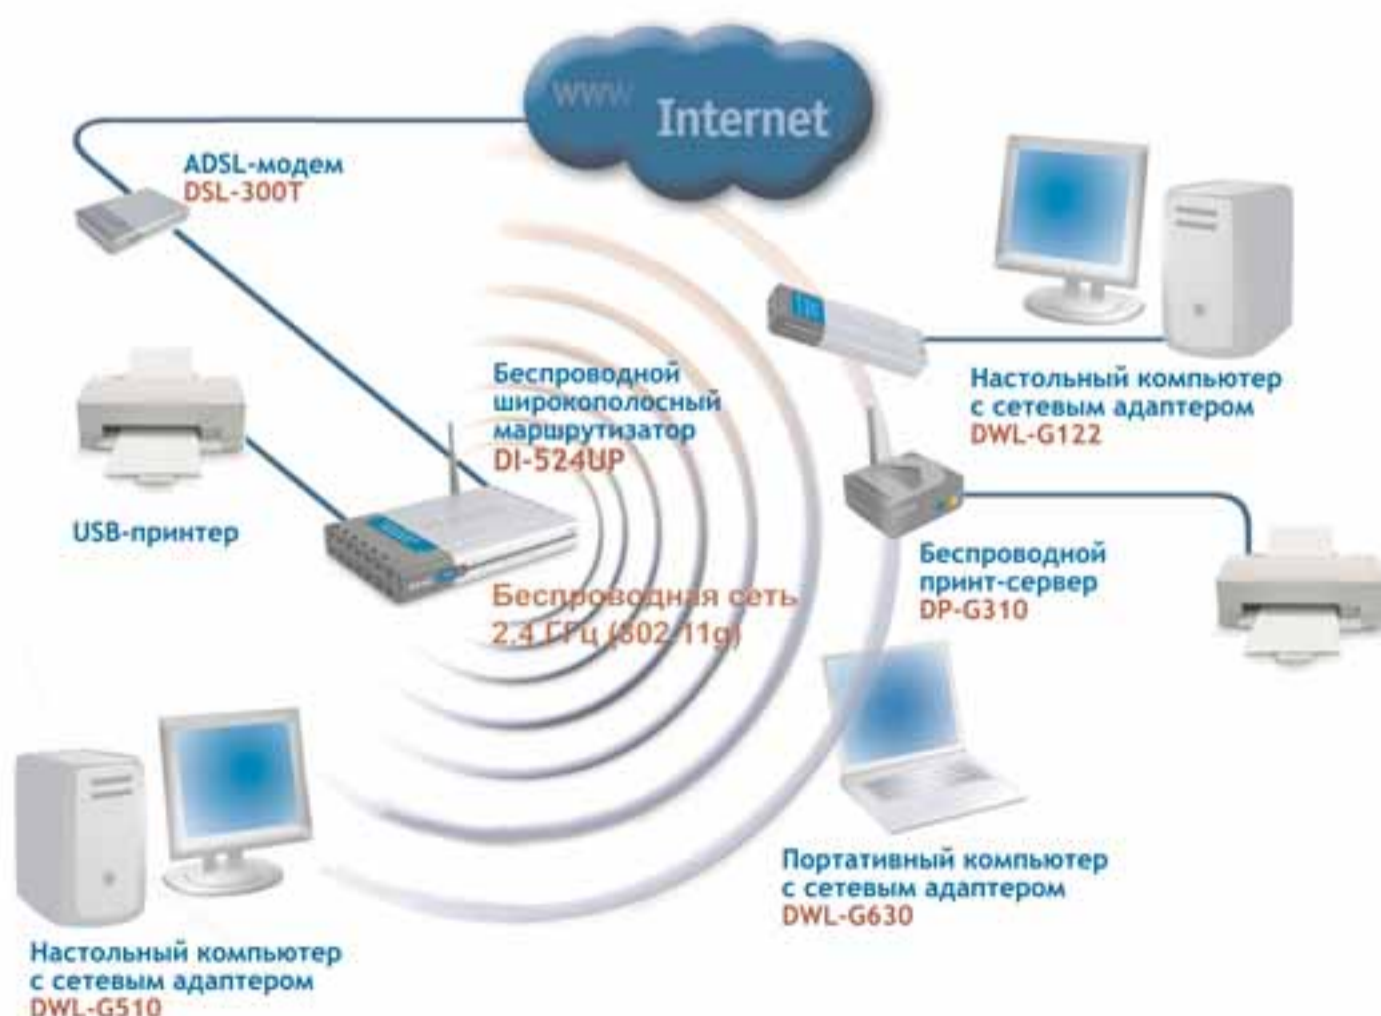 www
Internet
ADSL-модем
DSL-300T
Беспроводной
широкополосный
маршрутизатор
DI-524UP
Настольный компьютер
с сетевым адаптером
DWL-G122
USB-принтер
Беспроводной
принт-сервер
DP-G310
Беспроводная сеть
2,4 ГГц (802.11g)
Портативный компьютер
с сетевым адаптером
DWL-G630
Настольный компьютер
с сетевым адаптером
DWL-G510